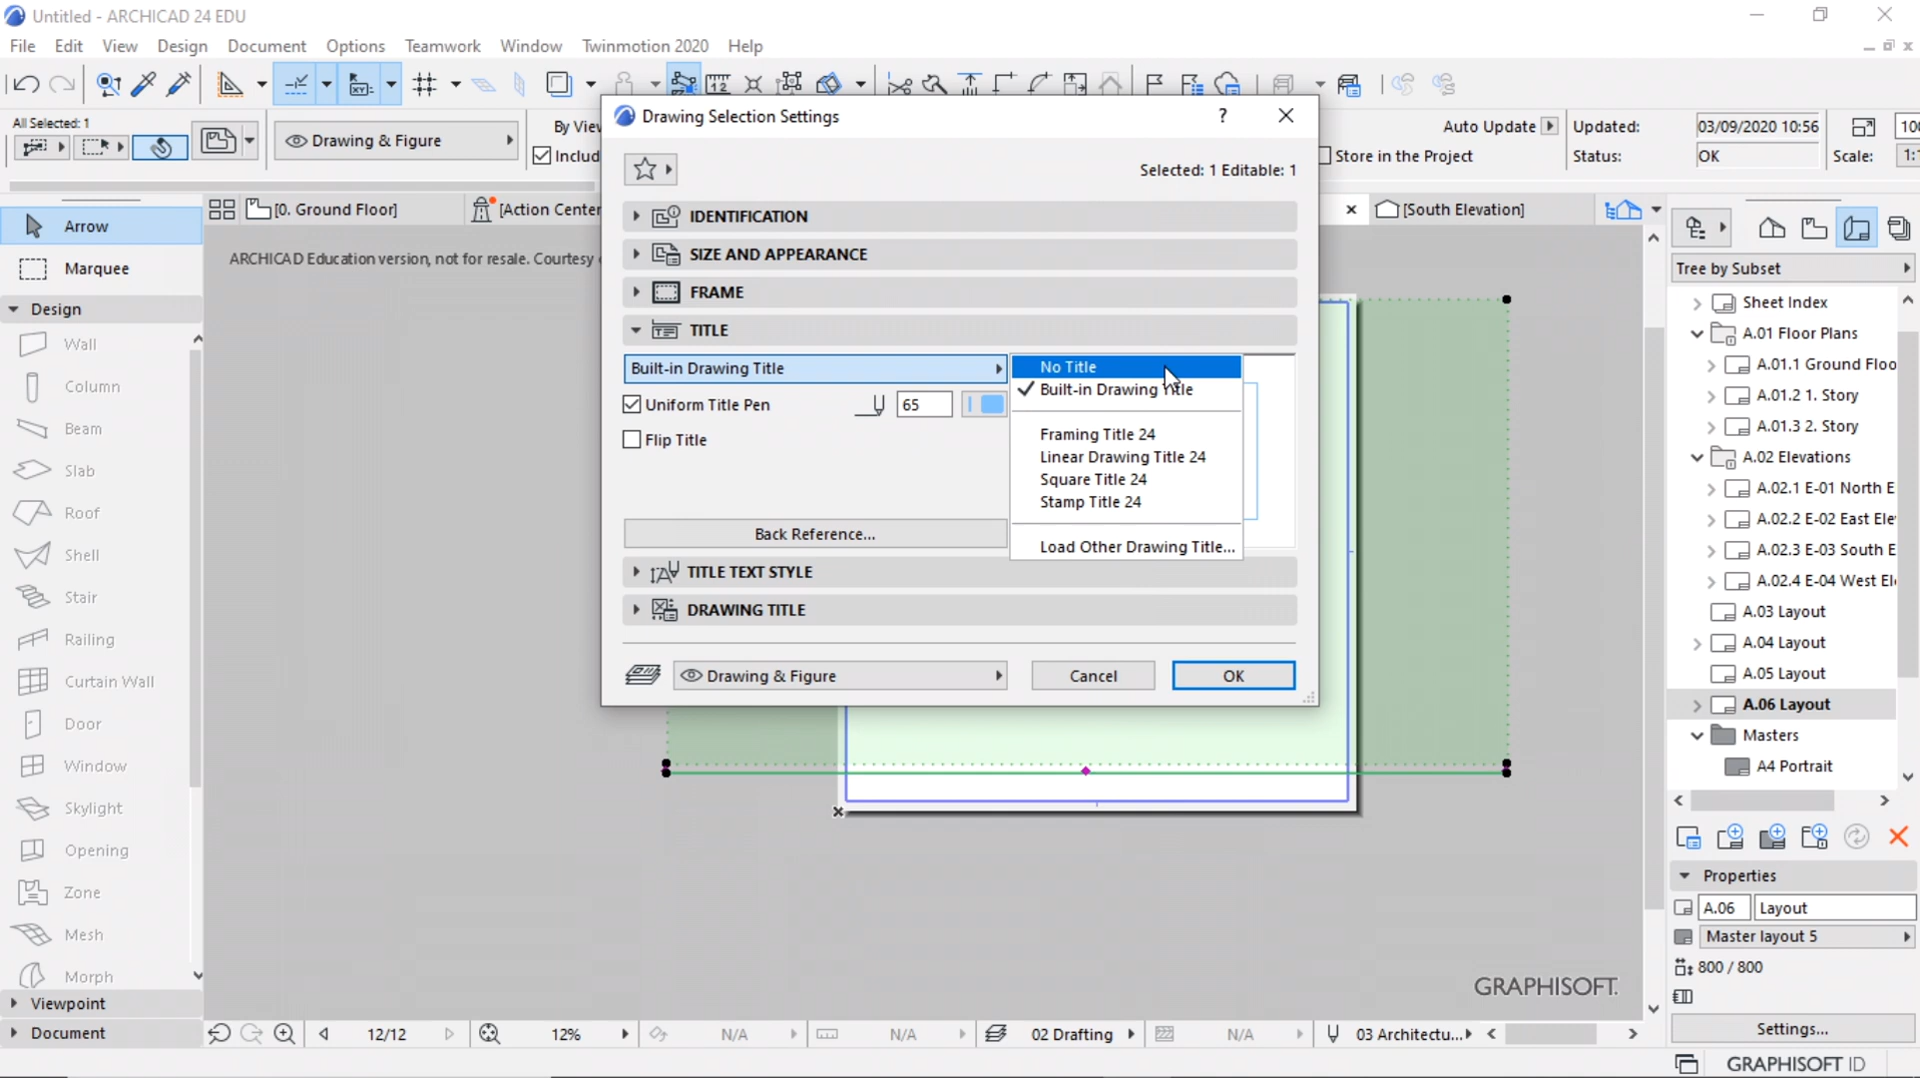 Untitled - ARCHICAD 24 EDU
File Edit View Design Document Options Teamwork Window Twinmotion 2020 Help
All Selected: 1
Drawing & Figure
By View
Includ
Auto Update
Store in the Project
Updated: 03/09/2020 10:56
Status: OK
Scale: 1:1
100
[0. Ground Floor]
[Action Center
[South Elevation]
Arrow
Marquee
Design
Wall
Column
Beam
Slab
Roof
Shell
Stair
Railing
Curtain Wall
Door
Window
Skylight
Opening
Zone
Mesh
Morph
Viewpoint
Document
ARCHICAD Education version, not for resale. Courtesy
Drawing Selection Settings
?
Selected: 1 Editable: 1
IDENTIFICATION
SIZE AND APPEARANCE
FRAME
TITLE
Built-in Drawing Title
Uniform Title Pen
65
Flip Title
Back Reference...
No Title
Built-in Drawing Title
Framing Title 24
Linear Drawing Title 24
Square Title 24
Stamp Title 24
Load Other Drawing Title...
TITLE TEXT STYLE
DRAWING TITLE
Drawing & Figure
Cancel
OK
GRAPHISOFT.
Tree by Subset
Sheet Index
A.01 Floor Plans
A.01.1 Ground Floo
A.01.2 1. Story
A.01.3 2. Story
A.02 Elevations
A.02.1 E-01 North E
A.02.2 E-02 East Ele
A.02.3 E-03 South E
A.02.4 E-04 West El
A.03 Layout
A.04 Layout
A.05 Layout
A.06 Layout
Masters
A4 Portrait
Properties
A.06 Layout
Master layout 5
800 / 800
Settings...
12/12
12%
N/A
N/A
02 Drafting
N/A
03 Architectu...
GRAPHISOFT ID